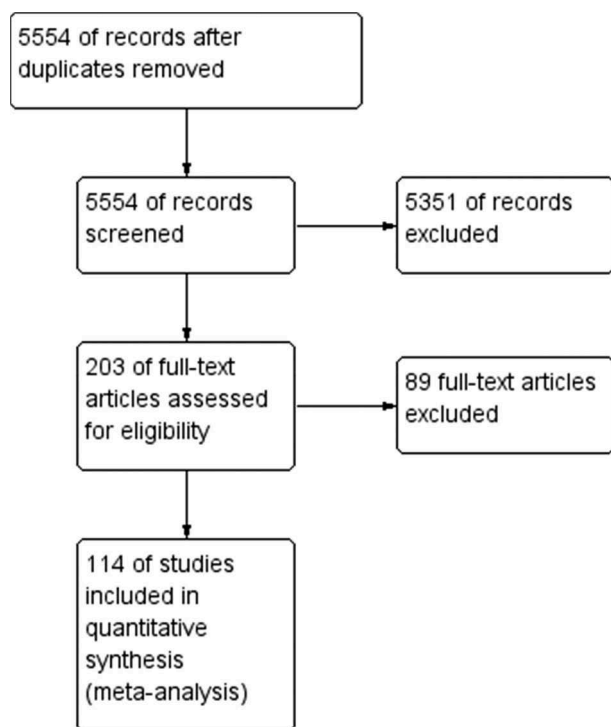 5554 of records after
duplicates removed
5554 of records
screened
5351 of records
excluded
203 of full-text
articles assessed
for eligibility
89 full-text articles
excluded
114 of studies
included in
quantitative
synthesis
(meta-analysis)